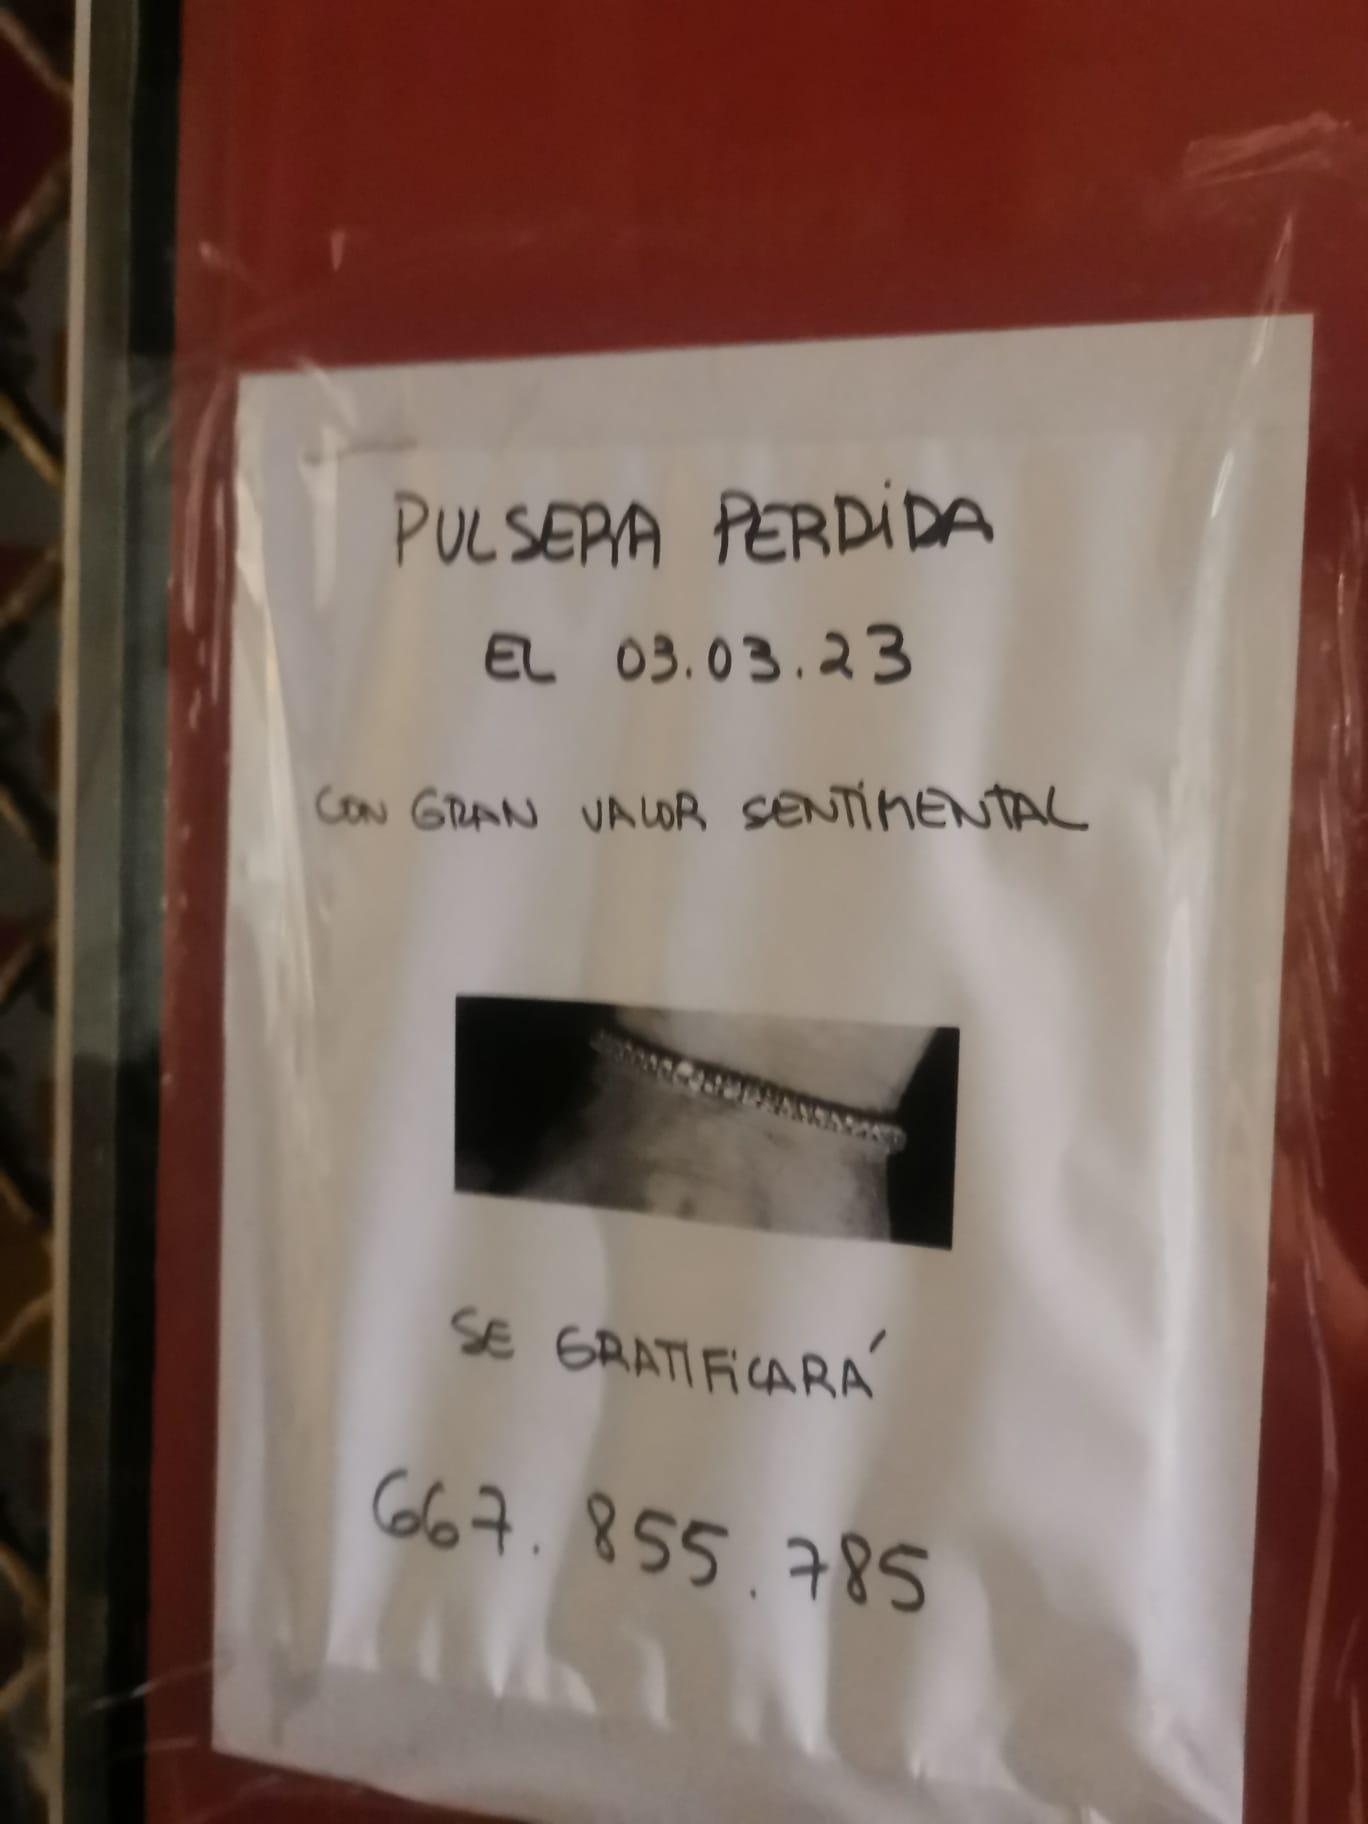 PULSERA PERDIDA
EL 03.03.23
CON GRAN VALOR SENTIMENTAL
SE GRATIFICARÁ
667.855.785